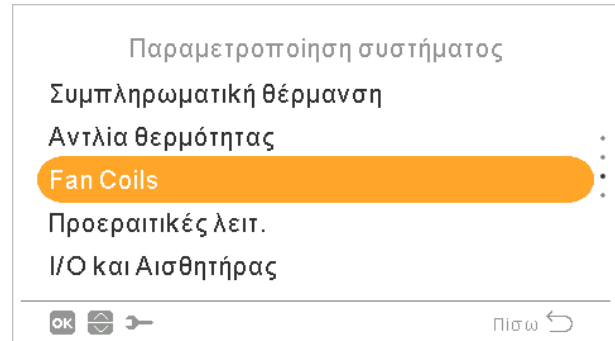 Παραμετροποίηση συστήματος
Συμπληρωματική θέρμανση
Αντλία θερμότητας
Fan Coils
Προεραιτικές λειτ.
I/O και Αισθητήρας
OK Πίσω